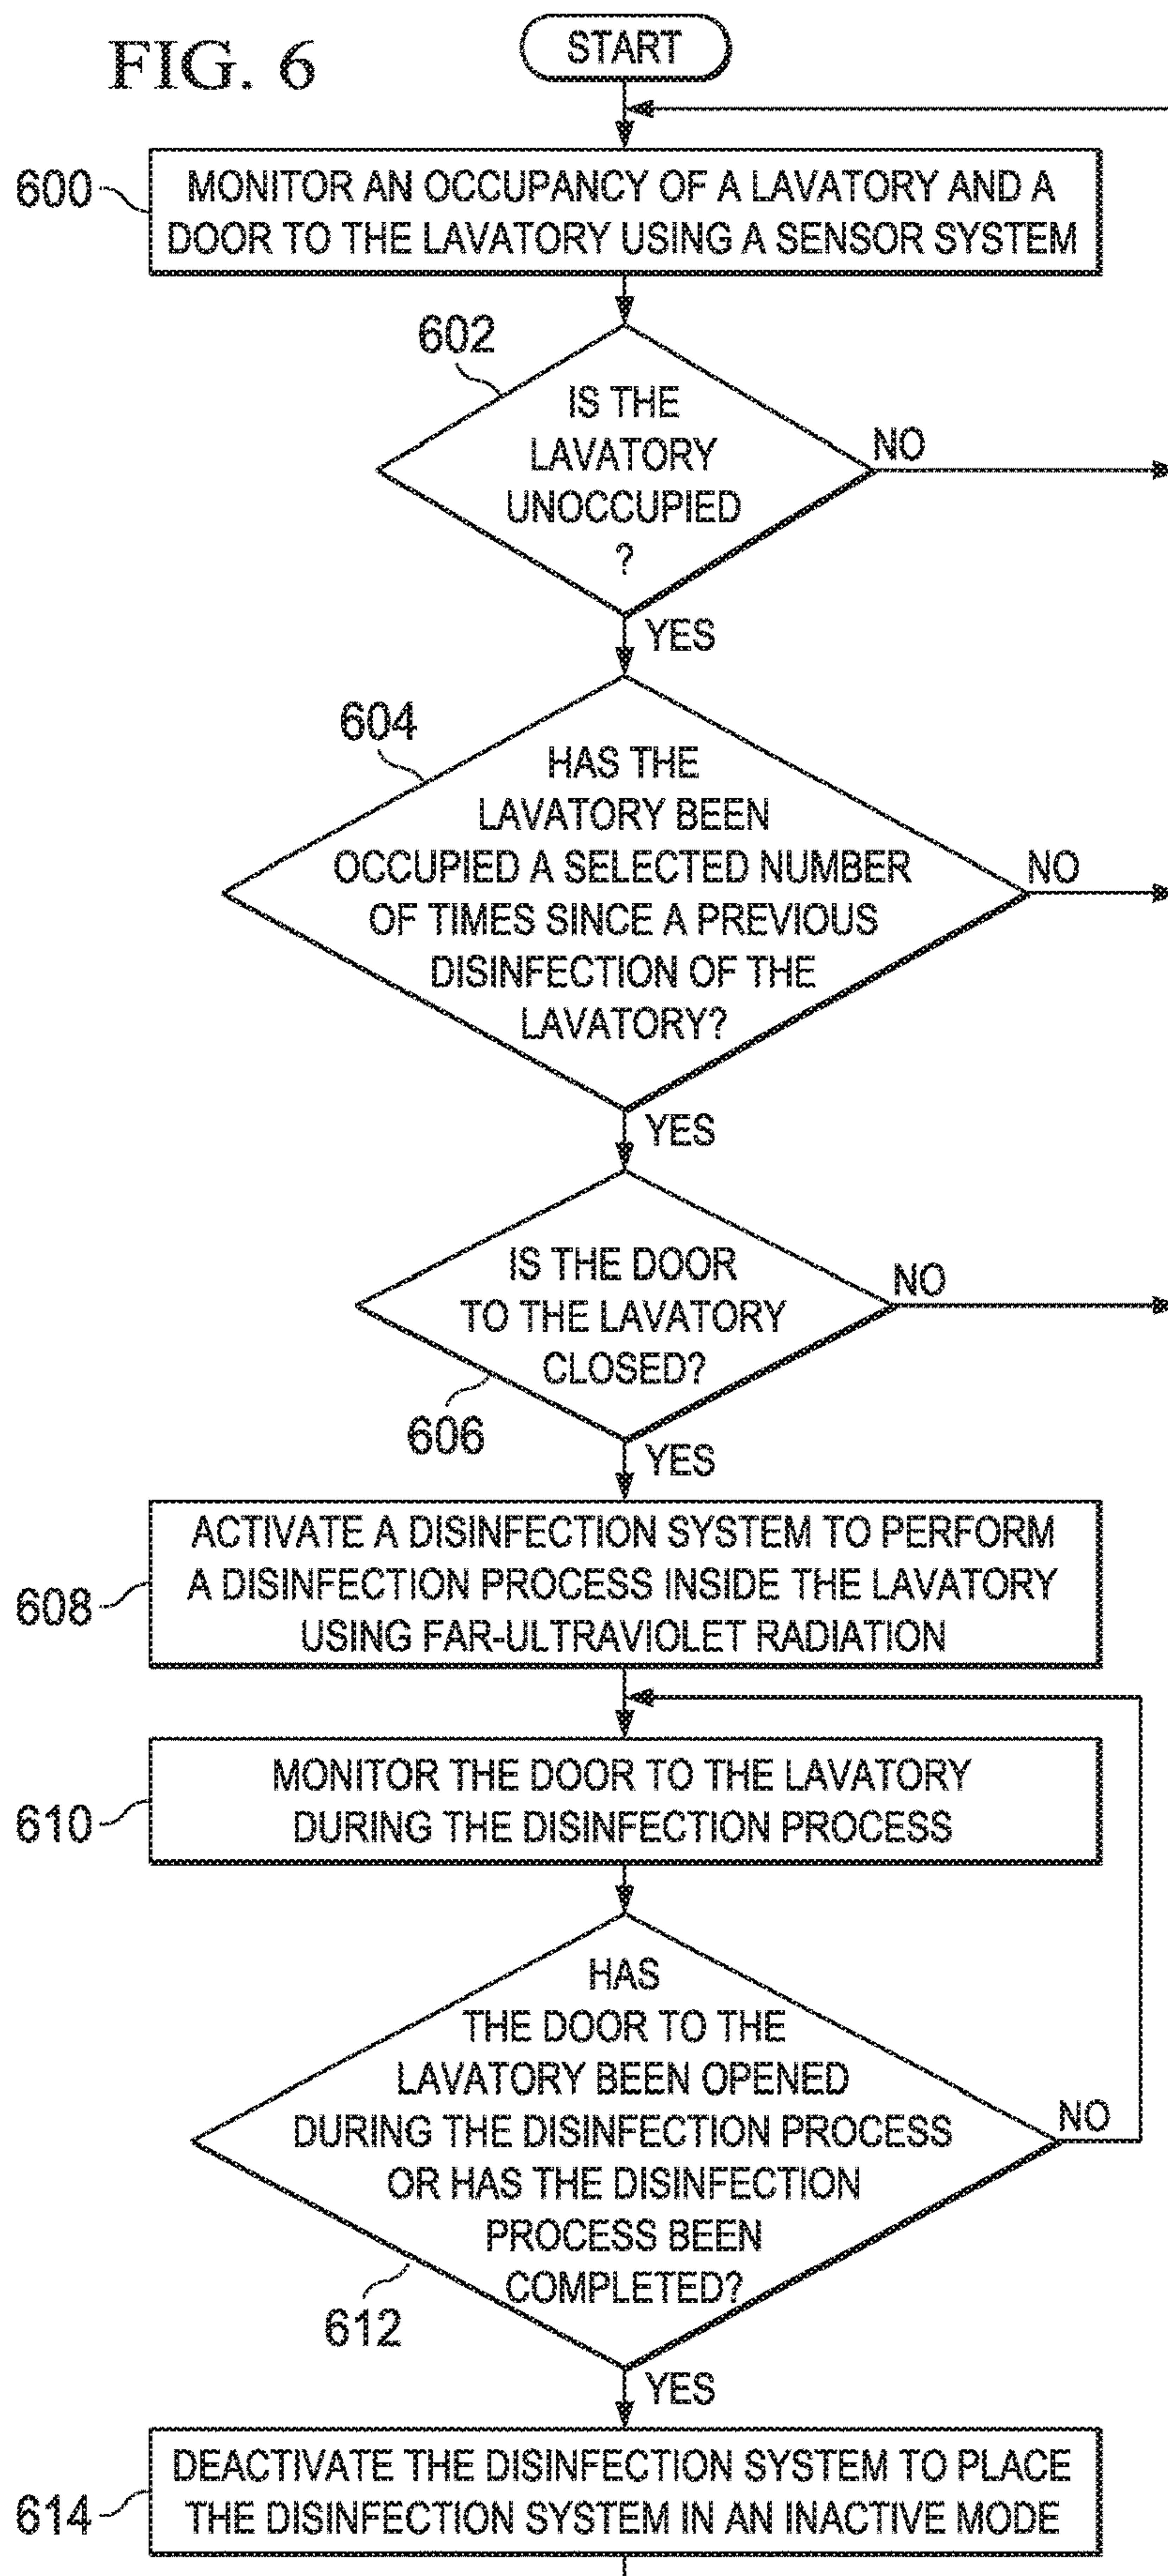 FIG. 6
START
600
MONITOR AN OCCUPANCY OF A LAVATORY AND A
DOOR TO THE LAVATORY USING A SENSOR SYSTEM
602
IS THE
LAVATORY
UNOCCUPIED
?
NO
YES
604
HAS THE
LAVATORY BEEN
OCCUPIED A SELECTED NUMBER
OF TIMES SINCE A PREVIOUS
DISINFECTION OF THE
LAVATORY?
NO
YES
IS THE DOOR
TO THE LAVATORY
CLOSED?
NO
606
YES
608
ACTIVATE A DISINFECTION SYSTEM TO PERFORM
A DISINFECTION PROCESS INSIDE THE LAVATORY
USING FAR-ULTRAVIOLET RADIATION
610
MONITOR THE DOOR TO THE LAVATORY
DURING THE DISINFECTION PROCESS
HAS
THE DOOR TO THE
LAVATORY BEEN OPENED
DURING THE DISINFECTION PROCESS
OR HAS THE DISINFECTION
PROCESS BEEN
COMPLETED?
NO
612
YES
614
DEACTIVATE THE DISINFECTION SYSTEM TO PLACE
THE DISINFECTION SYSTEM IN AN INACTIVE MODE